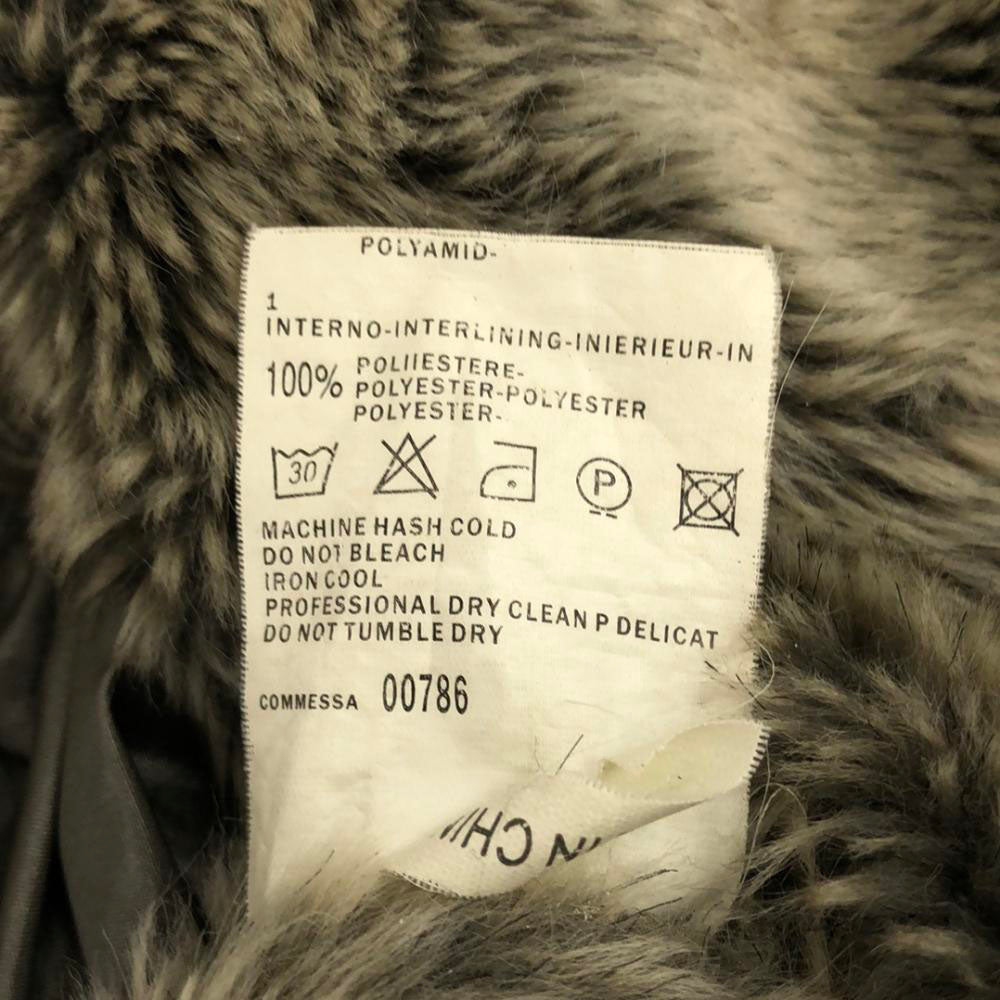 POLYAMID-
1
INTERNO-INTERLINING-INIERIEUR-IN
100% POLIIESTERE-
POLYESTER-POLYESTER
POLYESTER-
30
P
MACHINE HASH COLD
DO NOT BLEACH
IRON COOL
PROFESSIONAL DRY CLEAN P DELICAT
DO NOT TUMBLE DRY
COMMESSA 00786